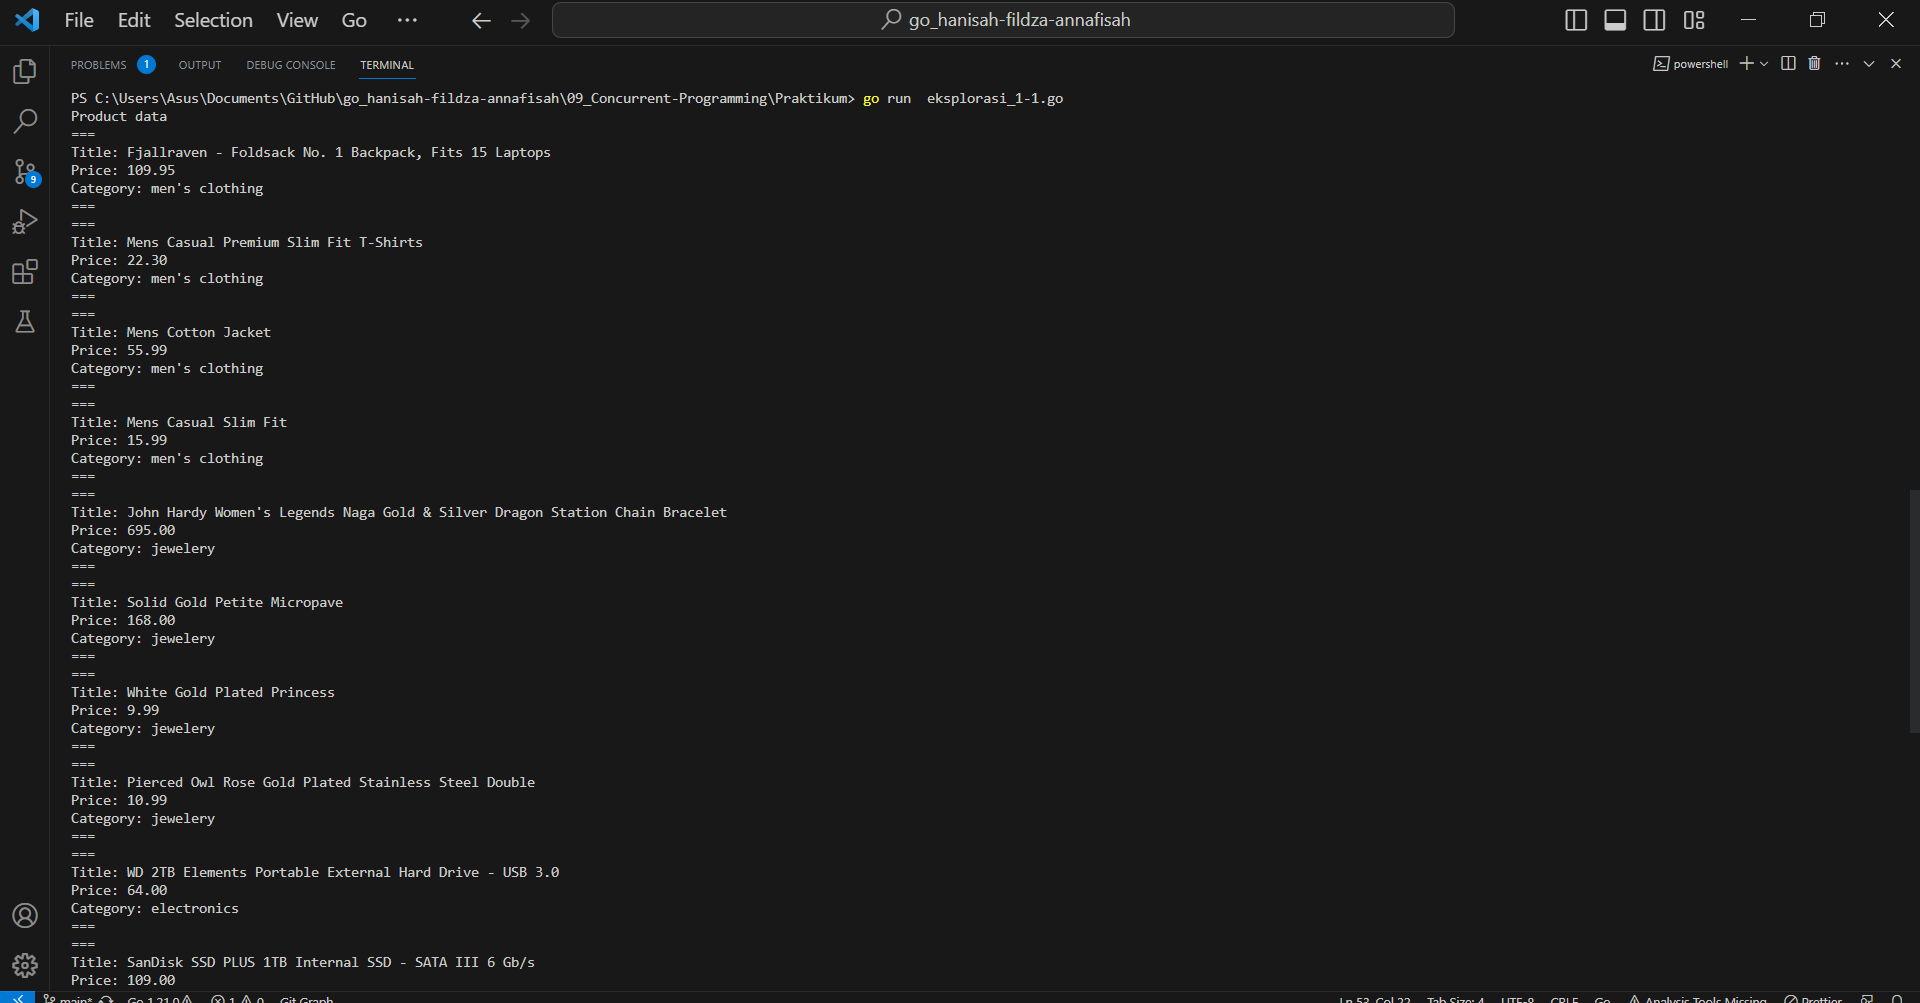 File Edit Selection View Go ··· go_hanisah-fildza-annafisah
PROBLEMS 1 OUTPUT DEBUG CONSOLE TERMINAL powershell
PS C:\Users\Asus\Documents\GitHub\go_hanisah-fildza-annafisah\09_Concurrent-Programming\Praktikum> go run  eksplorasi_1-1.go
Product data
===
Title: Fjallraven - Foldsack No. 1 Backpack, Fits 15 Laptops
Price: 109.95
Category: men's clothing
===
===
Title: Mens Casual Premium Slim Fit T-Shirts
Price: 22.30
Category: men's clothing
===
===
Title: Mens Cotton Jacket
Price: 55.99
Category: men's clothing
===
===
Title: Mens Casual Slim Fit
Price: 15.99
Category: men's clothing
===
===
Title: John Hardy Women's Legends Naga Gold & Silver Dragon Station Chain Bracelet
Price: 695.00
Category: jewelery
===
===
Title: Solid Gold Petite Micropave
Price: 168.00
Category: jewelery
===
===
Title: White Gold Plated Princess
Price: 9.99
Category: jewelery
===
===
Title: Pierced Owl Rose Gold Plated Stainless Steel Double
Price: 10.99
Category: jewelery
===
===
Title: WD 2TB Elements Portable External Hard Drive - USB 3.0
Price: 64.00
Category: electronics
===
===
Title: SanDisk SSD PLUS 1TB Internal SSD - SATA III 6 Gb/s
Price: 109.00
9
main* Go 1.21.0 1 0 Git Graph Ln 53, Col 22 Tab Size: 4 UTF-8 CRLF Go Analysis Tools Missing Prettier